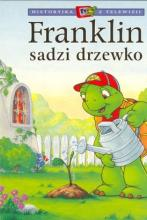 HISTORYJKA Z TELEWIZJI
Franklin
sadzi drzewko